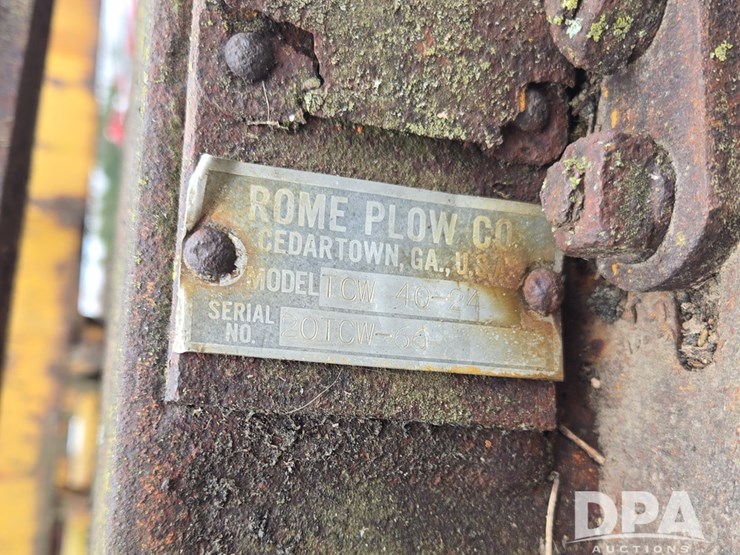 ROME PLOW CO.
CEDARTOWN, GA., U.S.A.
MODEL TCW
SERIAL
NO.
DPA
AUCTIONS